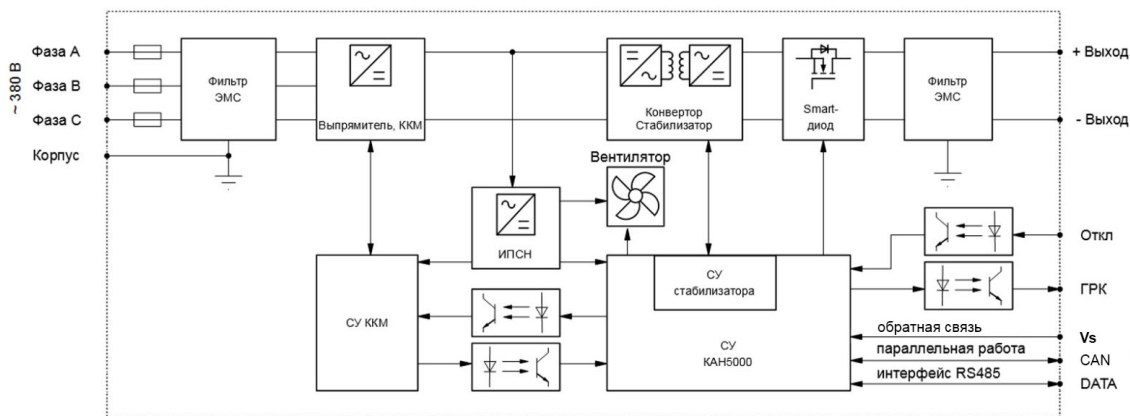 ~ 380 В
Фаза А
Фаза В
Фаза С
Корпус
Фильтр
ЭМС
Выпрямитель, ККМ
Конвертор
Стабилизатор
Smart-
диод
Фильтр
ЭМС
+ Выход
- Выход
Вентилятор
ИПСН
Откл
ГРК
СУ ККМ
СУ
стабилизатора
СУ
КАН5000
обратная связь
Vs
параллельная работа
CAN
интерфейс RS485
DATA